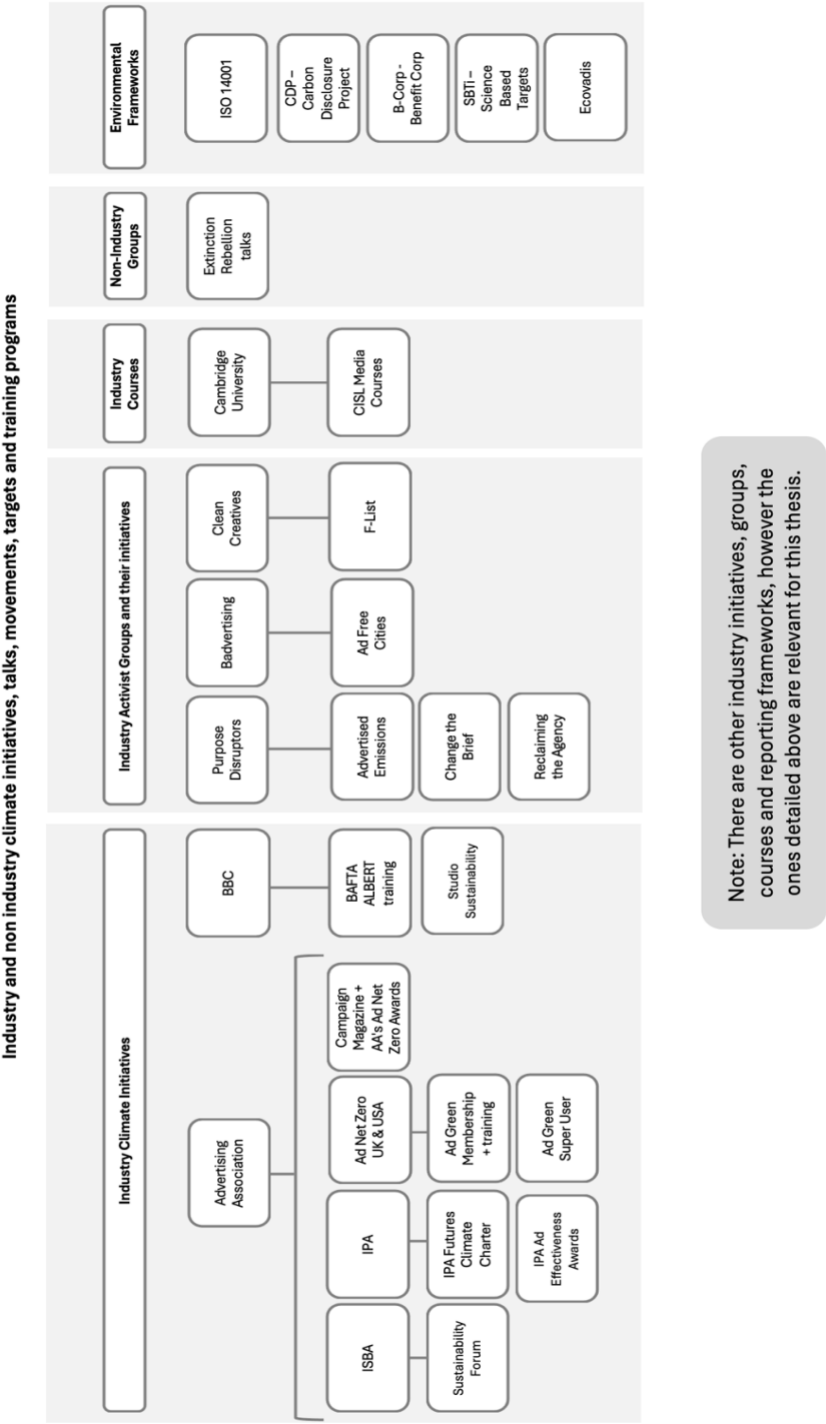 Industry and non industry climate initiatives, talks, movements, targets and training programs
Industry Climate Initiatives
Advertising
Association
ISBA
Sustainability
Forum
IPA
IPA Futures
Climate
Charter
IPA Ad
Effectiveness
Awards
Ad Net Zero
UK & USA
Ad Green
Membership
+ training
Ad Green
Super User
Campaign
Magazine +
AA's Ad Net
Zero Awards
BBC
BAFTA
ALBERT
training
Studio
Sustainability
Industry Activist Groups and their initiatives
Purpose
Disruptors
Advertised
Emissions
Change the
Brief
Reclaiming
the Agency
Badvertising
Ad Free
Cities
Clean
Creatives
F-List
Industry
Courses
Cambridge
University
CISL Media
Courses
Non-Industry
Groups
Extinction
Rebellion
talks
Environmental
Frameworks
ISO 14001
CDP –
Carbon
Disclosure
Project
B-Corp -
Benefit Corp
SBTi –
Science
Based
Targets
Ecovadis
Note: There are other industry initiatives, groups,
courses and reporting frameworks, however the
ones detailed above are relevant for this thesis.